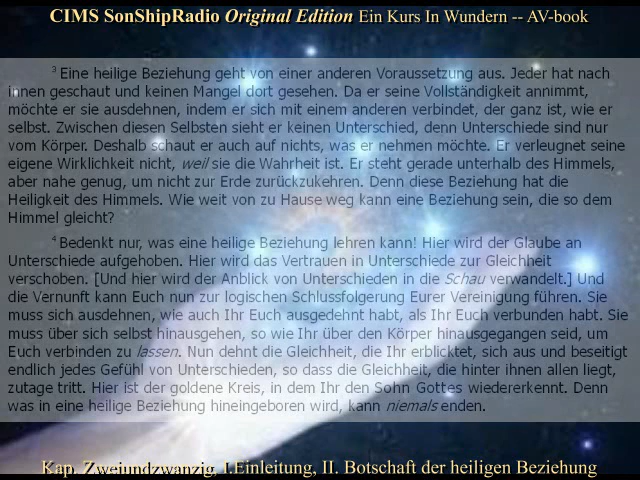 CIMS SonShipRadio Original Edition Ein Kurs In Wundern -- AV-book
³ Eine heilige Beziehung geht von einer anderen Voraussetzung aus. Jeder hat nach
innen geschaut und keinen Mangel dort gesehen. Da er seine Vollständigkeit annimmt,
möchte er sie ausdehnen, indem er sich mit einem anderen verbindet, der ganz ist, wie er
selbst. Zwischen diesen Selbsten sieht er keinen Unterschied, denn Unterschiede sind nur
vom Körper. Deshalb schaut er auch auf nichts, was er nehmen möchte. Er verleugnet seine
eigene Wirklichkeit nicht, weil sie die Wahrheit ist. Er steht gerade unterhalb des Himmels,
aber nahe genug, um nicht zur Erde zurückzukehren. Denn diese Beziehung hat die
Heiligkeit des Himmels. Wie weit von zu Hause weg kann eine Beziehung sein, die so dem
Himmel gleicht?
⁴ Bedenkt nur, was eine heilige Beziehung lehren kann! Hier wird der Glaube an
Unterschiede aufgehoben. Hier wird das Vertrauen in Unterschiede zur Gleichheit
verschoben. [Und hier wird der Anblick von Unterschieden in die Schau verwandelt.] Und
die Vernunft kann Euch nun zur logischen Schlussfolgerung Eurer Vereinigung führen. Sie
muss sich ausdehnen, wie auch Ihr Euch ausgedehnt habt, als Ihr Euch verbunden habt. Sie
muss über sich selbst hinausgehen, so wie Ihr über den Körper hinausgegangen seid, um
Euch verbinden zu lassen. Nun dehnt die Gleichheit, die Ihr erblicktet, sich aus und beseitigt
endlich jedes Gefühl von Unterschieden, so dass die Gleichheit, die hinter ihnen allen liegt,
zutage tritt. Hier ist der goldene Kreis, in dem Ihr den Sohn Gottes wiedererkennt. Denn
was in eine heilige Beziehung hineingeboren wird, kann niemals enden.
Kap. Zweiundzwanzig, I.Einleitung, II. Botschaft der heiligen Beziehung